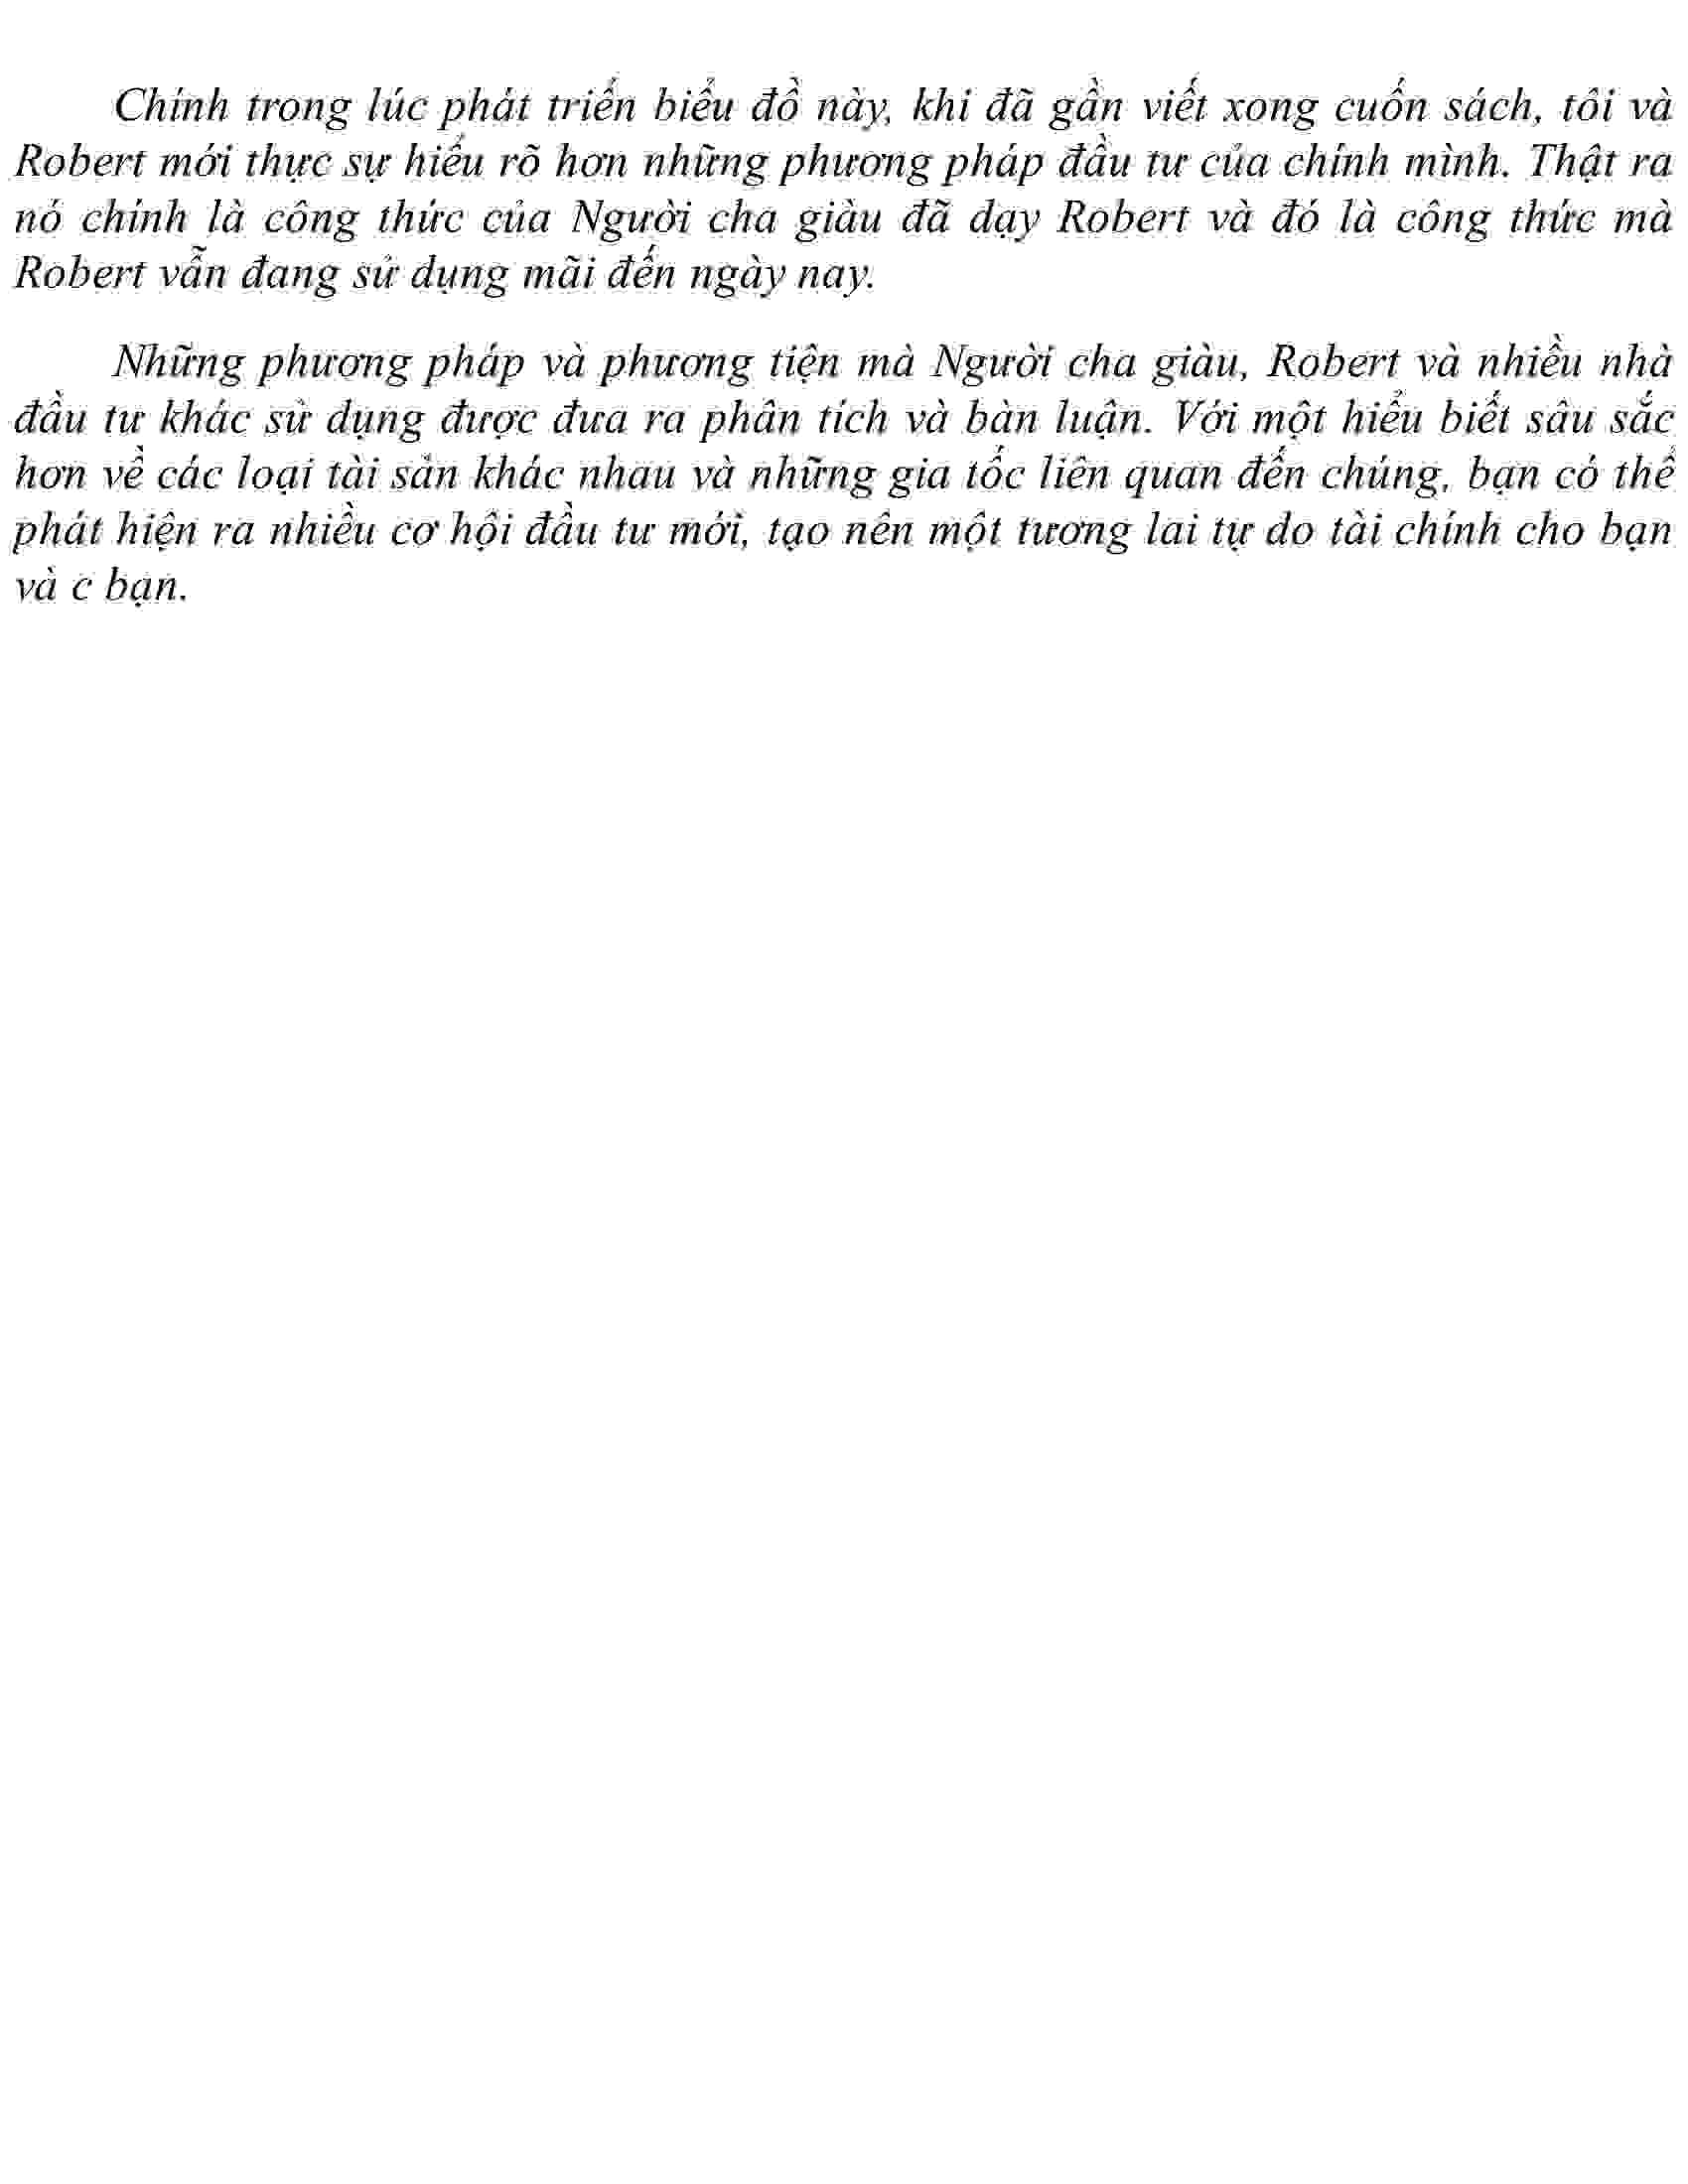 Chính trong lúc phát triển biểu đồ này, khi đã gần viết xong cuốn sách, tôi và
Robert mới thực sự hiểu rõ hơn những phương pháp đầu tư của chính mình. Thật ra
nó chính là công thức của Người cha giàu đã dạy Robert và đó là công thức mà
Robert vẫn đang sử dụng mãi đến ngày nay.
Những phương pháp và phương tiện mà Người cha giàu, Robert và nhiều nhà
đầu tư khác sử dụng được đưa ra phân tích và bàn luận. Với một hiểu biết sâu sắc
hơn về các loại tài sản khác nhau và những gia tốc liên quan đến chúng, bạn có thể
phát hiện ra nhiều cơ hội đầu tư mới, tạo nên một tương lai tự do tài chính cho bạn
và c bạn.